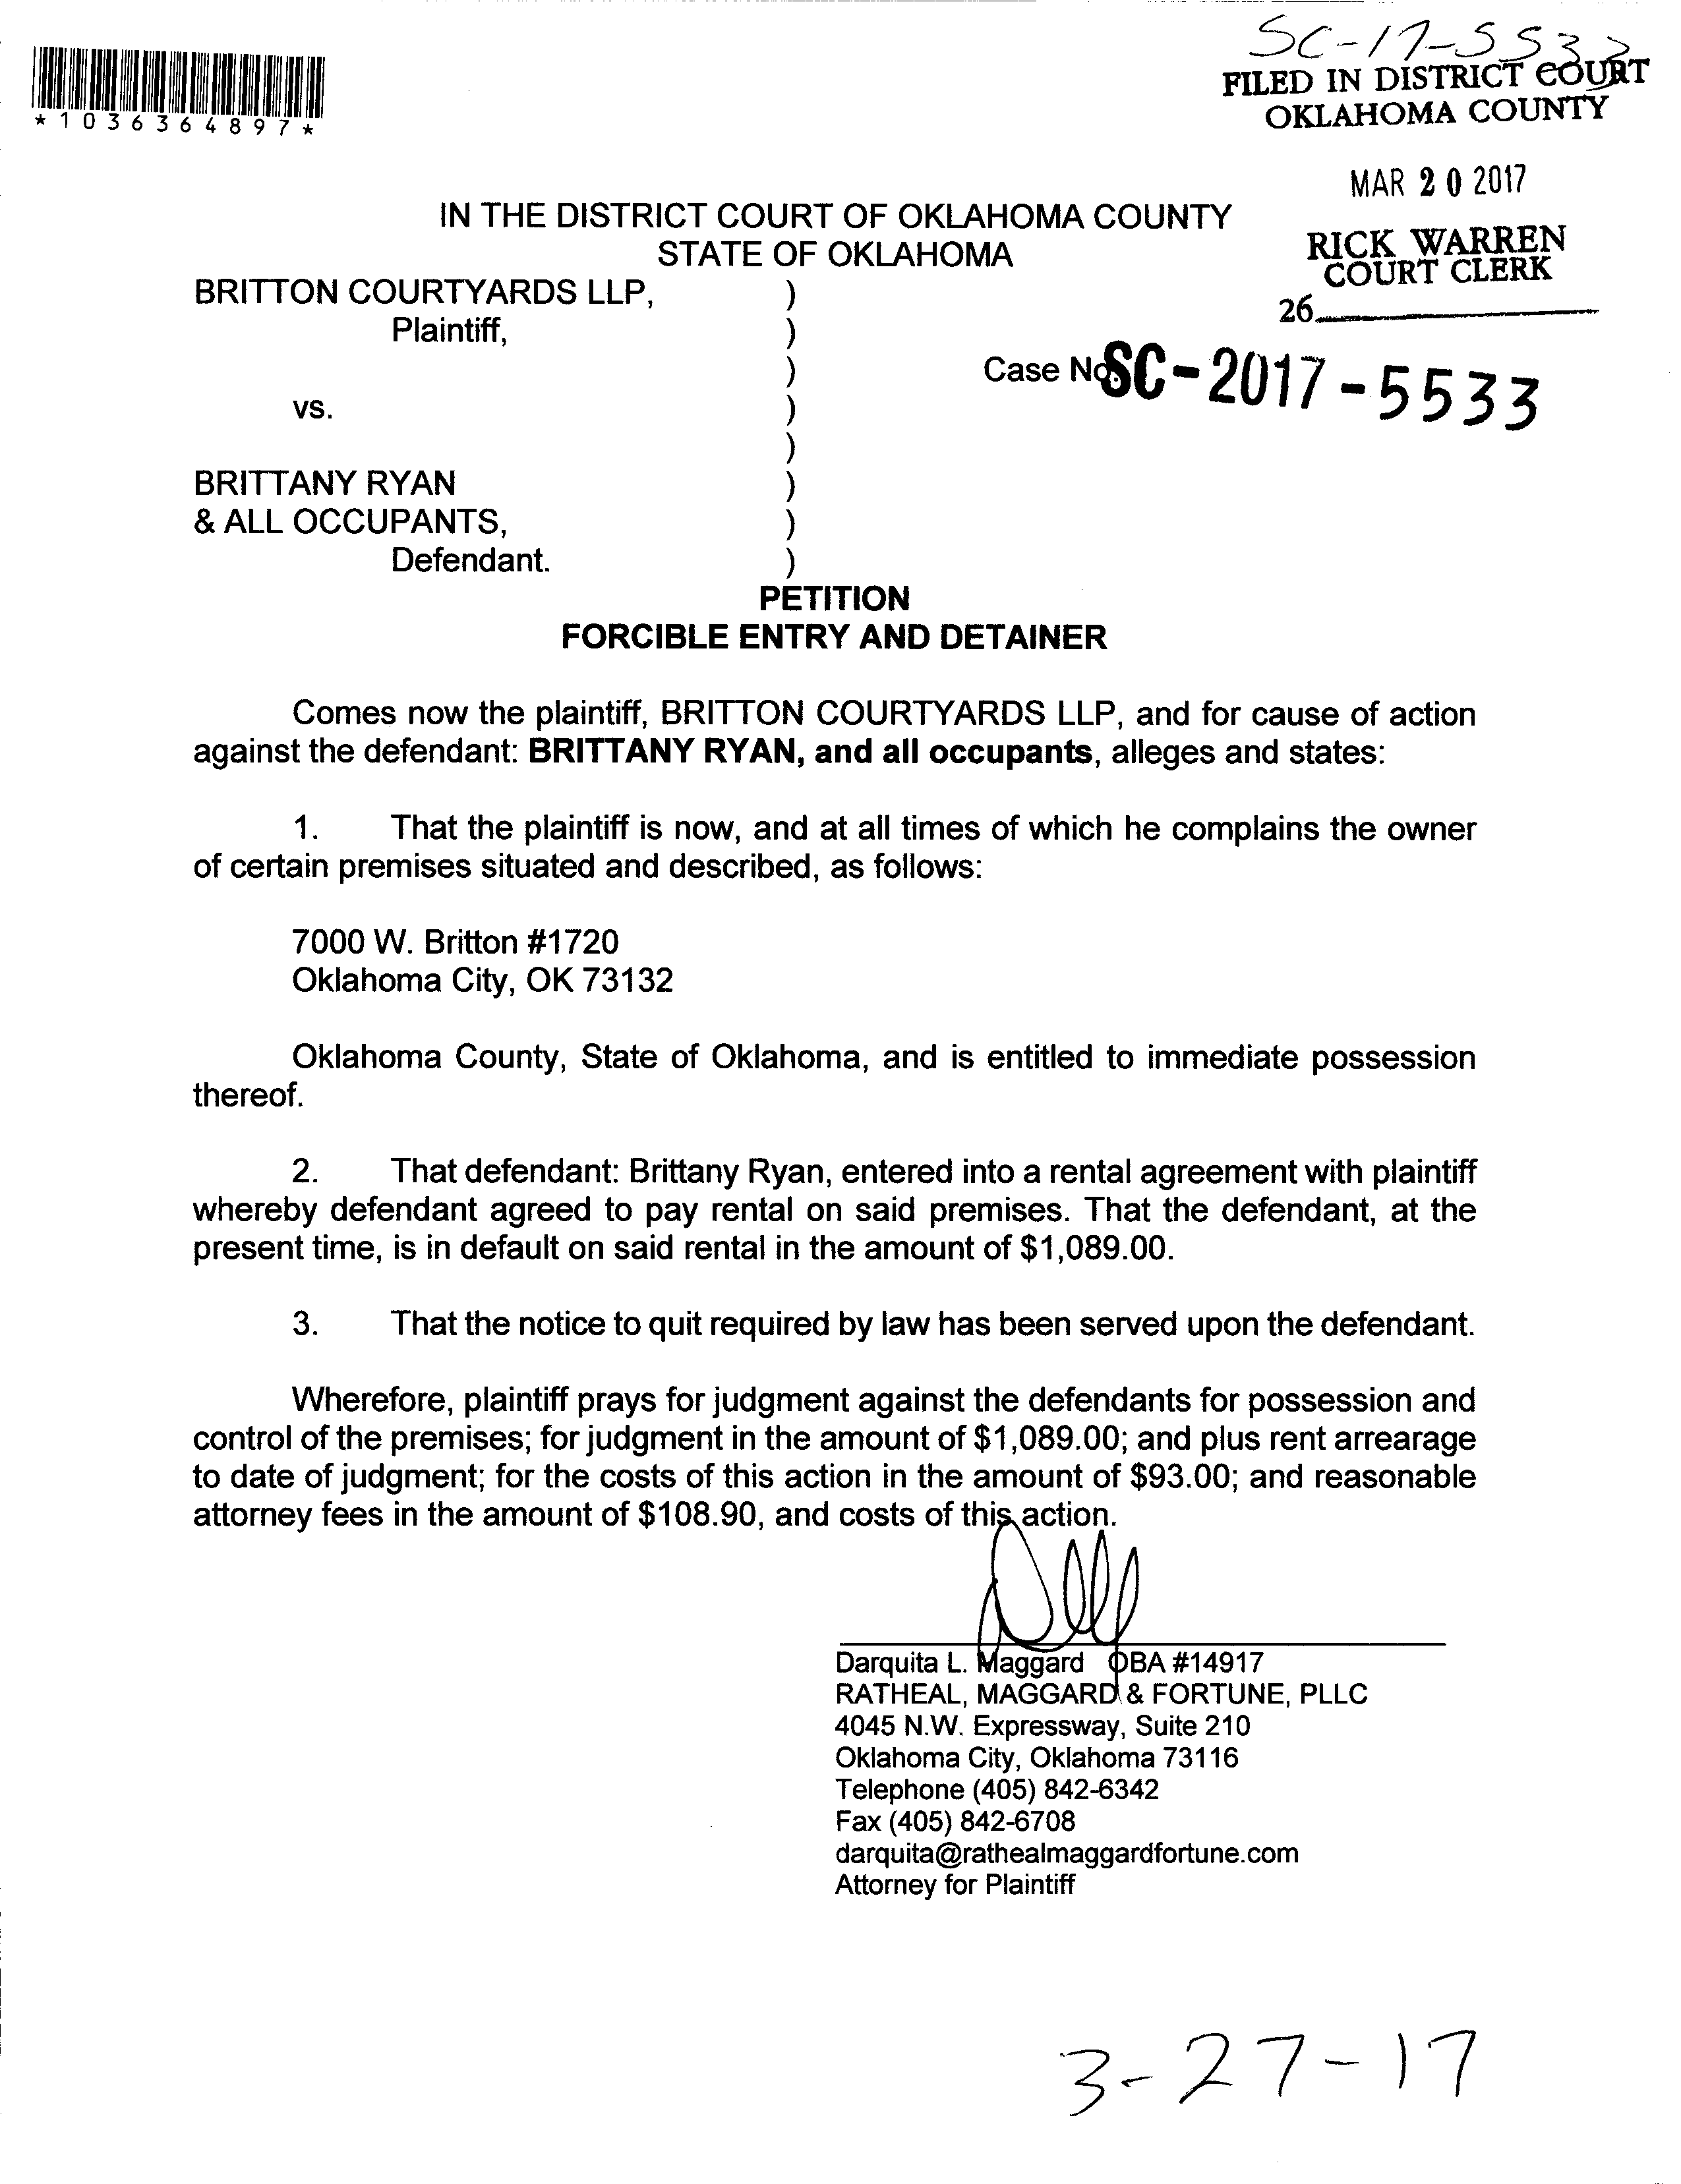 SC-17-5533
FILED IN DISTRICT COURT
OKLAHOMA COUNTY
*1036364897*
MAR 20 2017
IN THE DISTRICT COURT OF OKLAHOMA COUNTY
STATE OF OKLAHOMA
RICK WARREN
COURT CLERK
26
BRITTON COURTYARDS LLP, )
Plaintiff, )
)
Case No. SC-2017-5533
vs. )
)
BRITTANY RYAN )
& ALL OCCUPANTS, )
Defendant. )
PETITION
FORCIBLE ENTRY AND DETAINER
Comes now the plaintiff, BRITTON COURTYARDS LLP, and for cause of action
against the defendant: BRITTANY RYAN, and all occupants, alleges and states:
1. That the plaintiff is now, and at all times of which he complains the owner
of certain premises situated and described, as follows:
7000 W. Britton #1720
Oklahoma City, OK 73132
Oklahoma County, State of Oklahoma, and is entitled to immediate possession
thereof.
2. That defendant: Brittany Ryan, entered into a rental agreement with plaintiff
whereby defendant agreed to pay rental on said premises. That the defendant, at the
present time, is in default on said rental in the amount of $1,089.00.
3. That the notice to quit required by law has been served upon the defendant.
Wherefore, plaintiff prays for judgment against the defendants for possession and
control of the premises; for judgment in the amount of $1,089.00; and plus rent arrearage
to date of judgment; for the costs of this action in the amount of $93.00; and reasonable
attorney fees in the amount of $108.90, and costs of this action.
Darquita L. Maggard OBA #14917
RATHEAL, MAGGARD & FORTUNE, PLLC
4045 N.W. Expressway, Suite 210
Oklahoma City, Oklahoma 73116
Telephone (405) 842-6342
Fax (405) 842-6708
darquita@rathealmaggardfortune.com
Attorney for Plaintiff
3-27-17